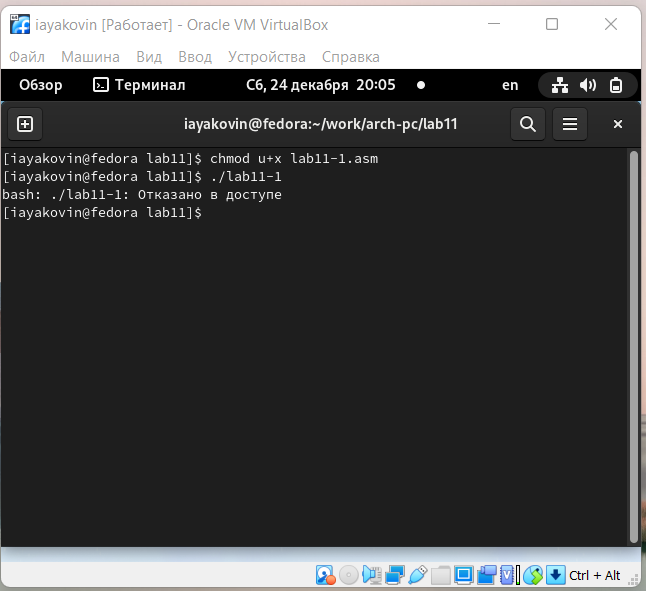 iayakovin [Работает] - Oracle VM VirtualBox
Файл Машина Вид Ввод Устройства Справка
Обзор Терминал Сб, 24 декабря 20:05 en
iayakovin@fedora:~/work/arch-pc/lab11
[iayakovin@fedora lab11]$ chmod u+x lab11-1.asm
[iayakovin@fedora lab11]$ ./lab11-1
bash: ./lab11-1: Отказано в доступе
[iayakovin@fedora lab11]$
Ctrl + Alt